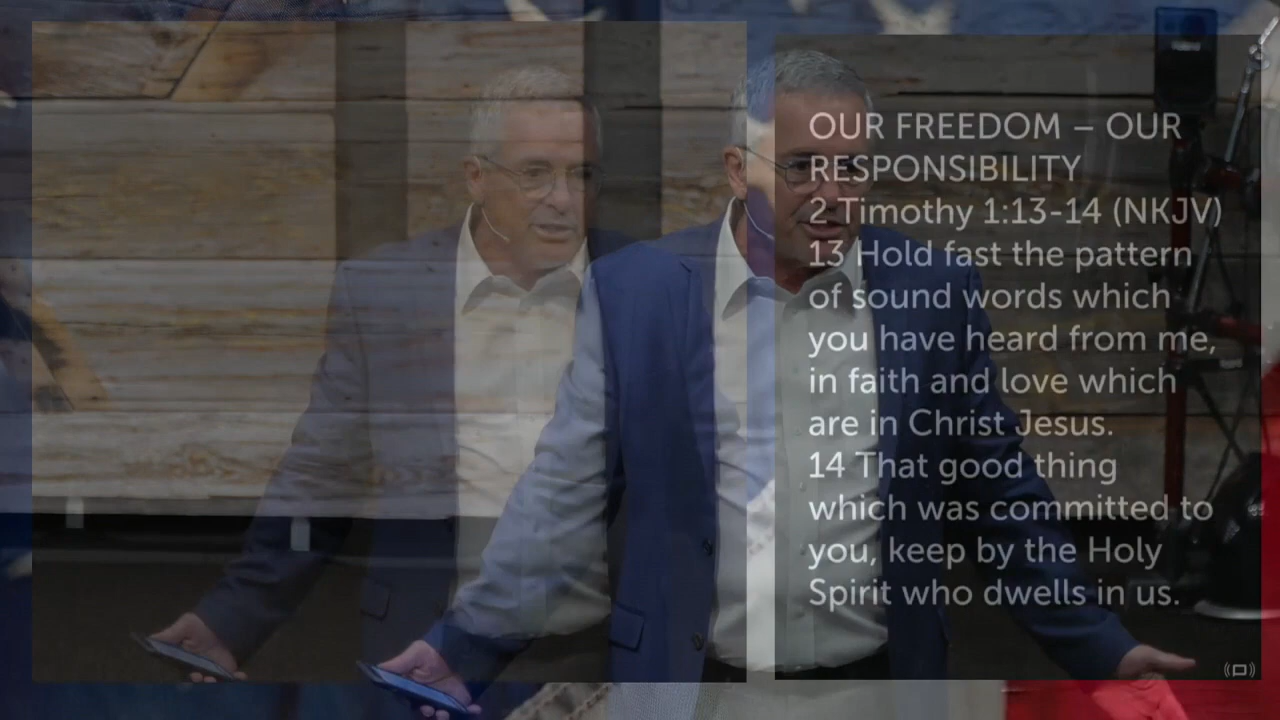 OUR FREEDOM – OUR
RESPONSIBILITY
2 Timothy 1:13-14 (NKJV)
13 Hold fast the pattern
of sound words which
you have heard from me,
in faith and love which
are in Christ Jesus.
14 That good thing
which was committed to
you, keep by the Holy
Spirit who dwells in us.